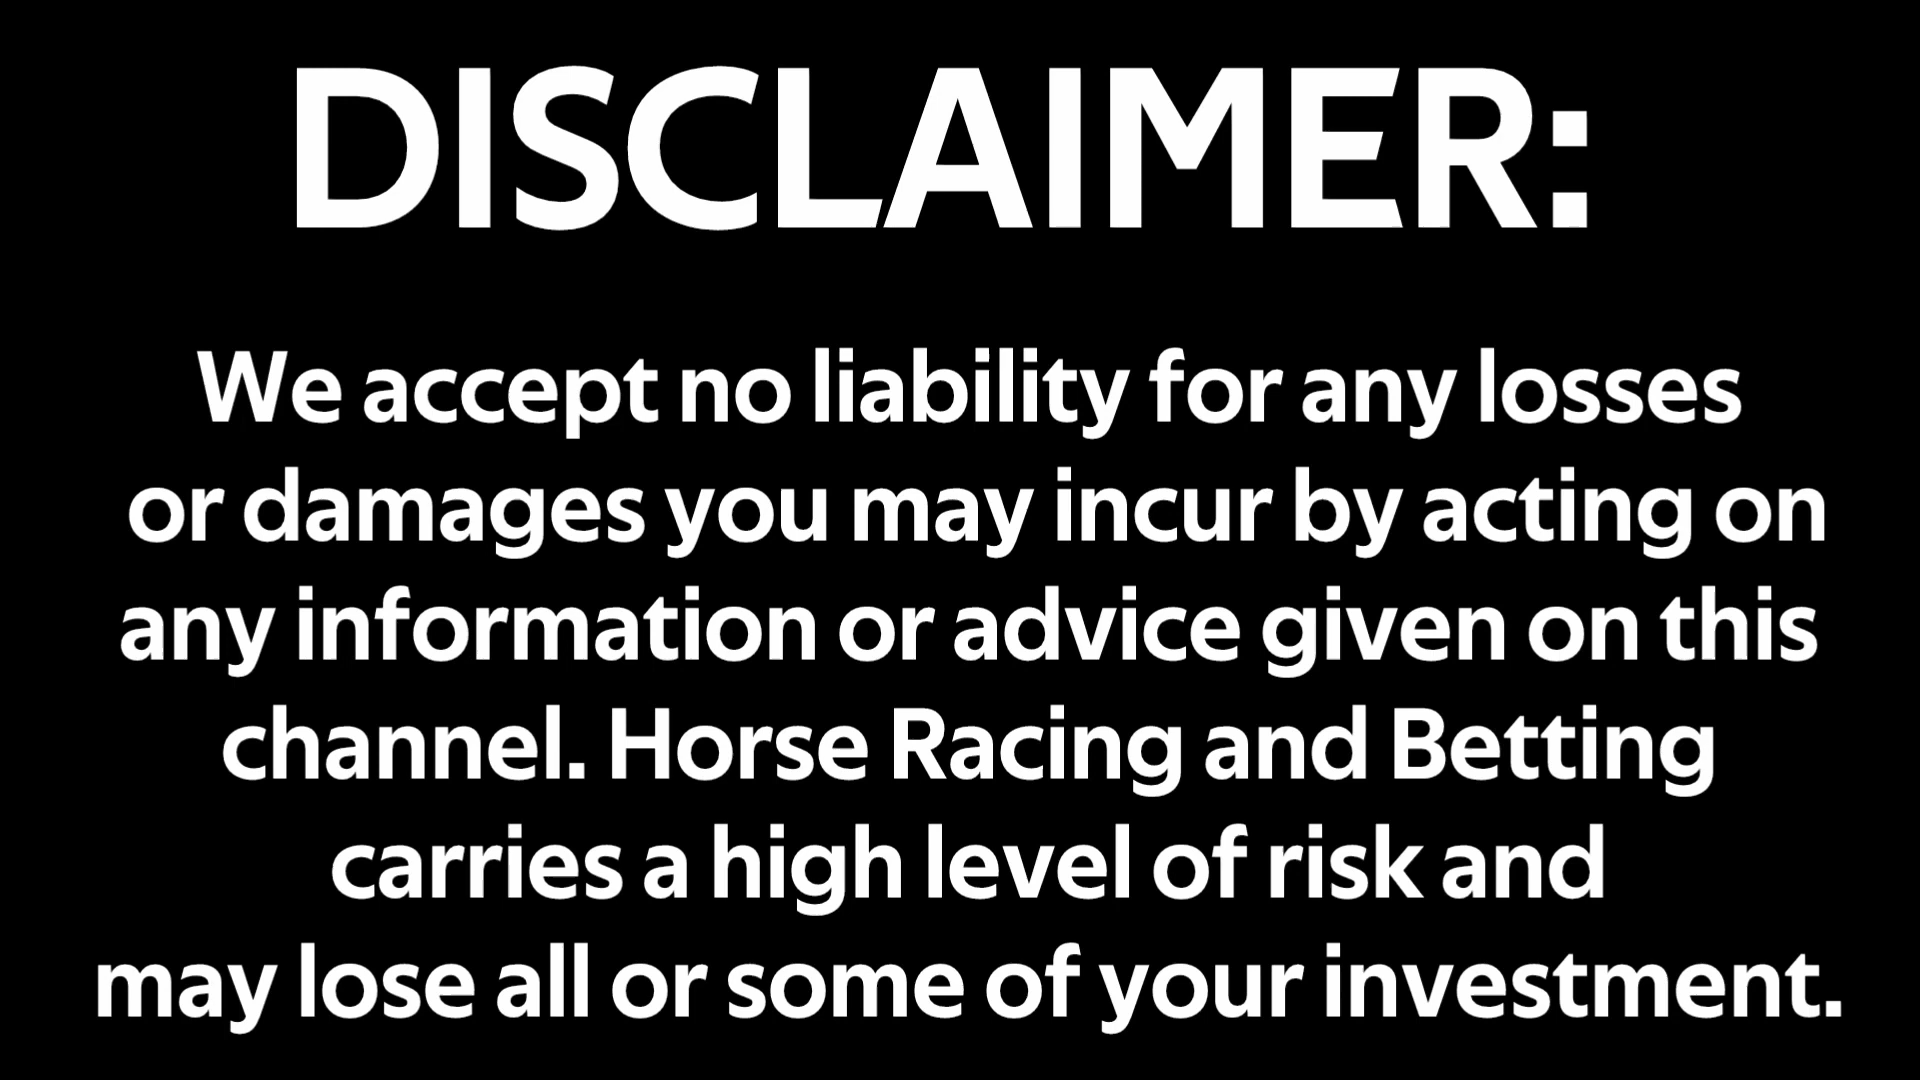 DISCLAIMER:
We accept no liability for any losses
or damages you may incur by acting on
any information or advice given on this
channel. Horse Racing and Betting
carries a high level of risk and
may lose all or some of your investment.